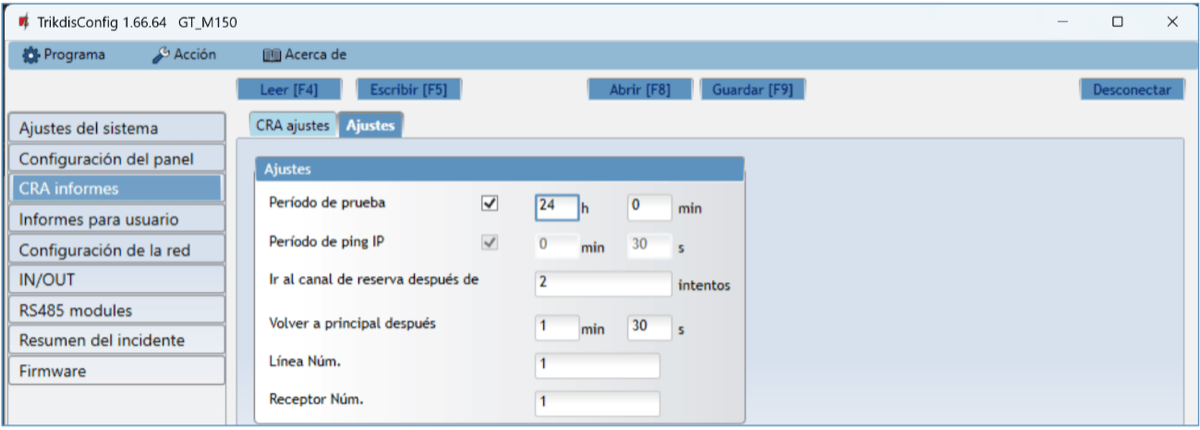 TrikdisConfig 1.66.64 GT_M150
Programa Acción Acerca de
Leer [F4] Escribir [F5] Abrir [F8] Guardar [F9] Desconectar
Ajustes del sistema
Configuración del panel
CRA informes
Informes para usuario
Configuración de la red
IN/OUT
RS485 modules
Resumen del incidente
Firmware
CRA ajustes Ajustes
Ajustes
Período de prueba 24 h 0 min
Período de ping IP 0 min 30 s
Ir al canal de reserva después de 2 intentos
Volver a principal después 1 min 30 s
Línea Núm. 1
Receptor Núm. 1